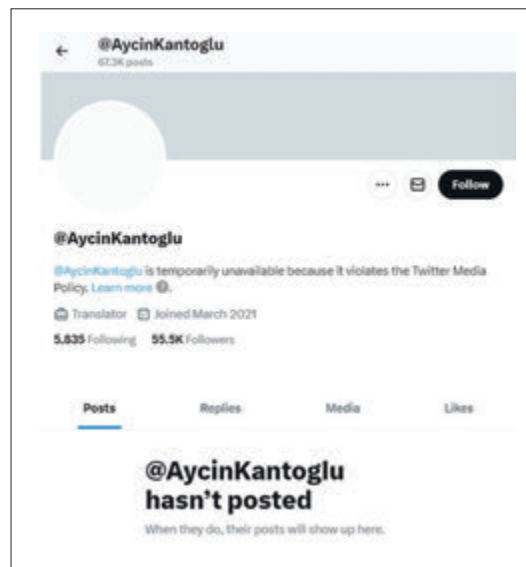 @AycinKantoglu
67.3K posts
Follow
@AycinKantoglu
@AycinKantoglu is temporarily unavailable because it violates the Twitter Media
Policy. Learn more
Translator Joined March 2021
5,835 Following 55.5K Followers
Posts Replies Media Likes
@AycinKantoglu
hasn't posted
When they do, their posts will show up here.